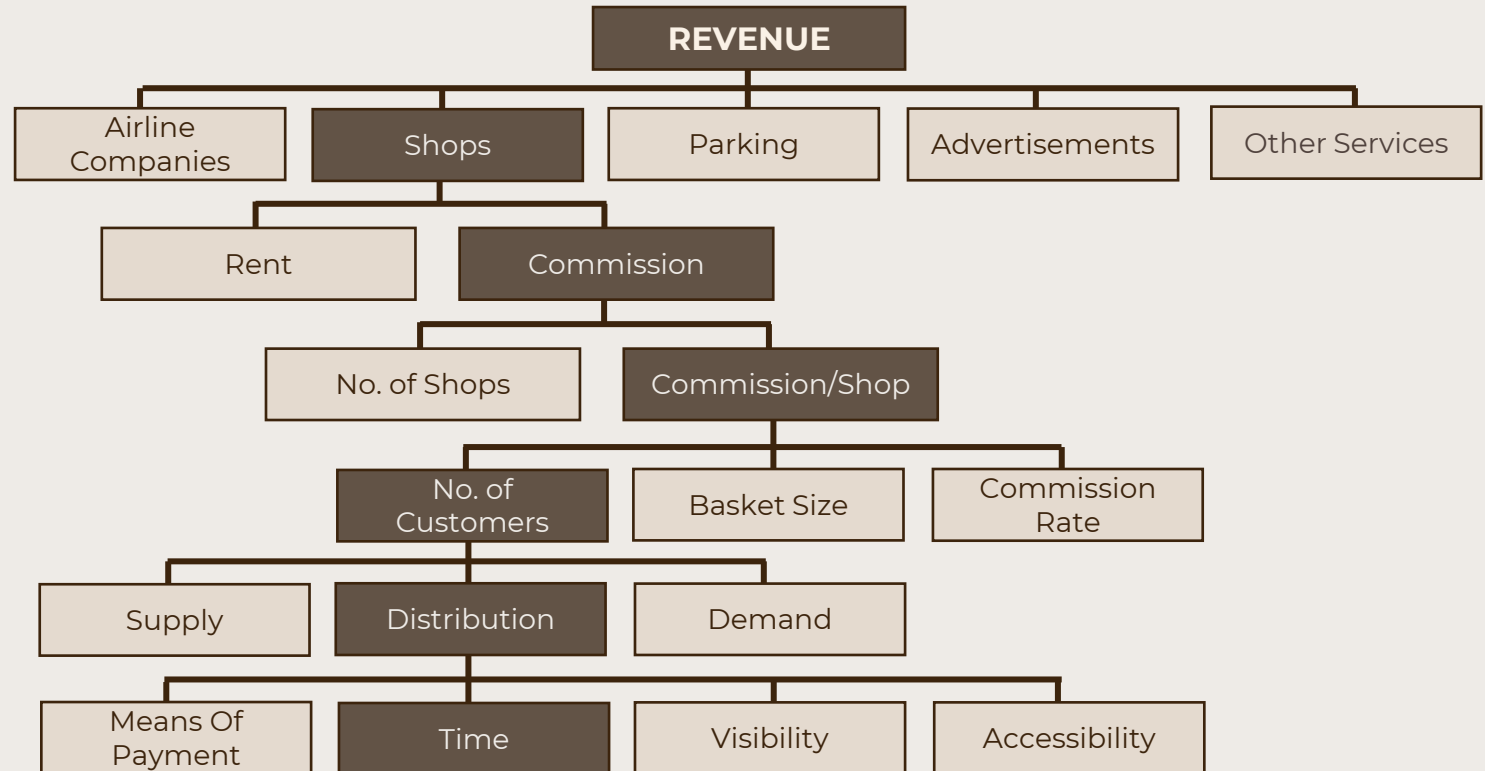 REVENUE
Airline
Companies
Shops
Parking
Advertisements
Other Services
Rent
Commission
No. of Shops
Commission/Shop
No. of
Customers
Basket Size
Commission
Rate
Supply
Distribution
Demand
Means Of
Payment
Time
Visibility
Accessibility